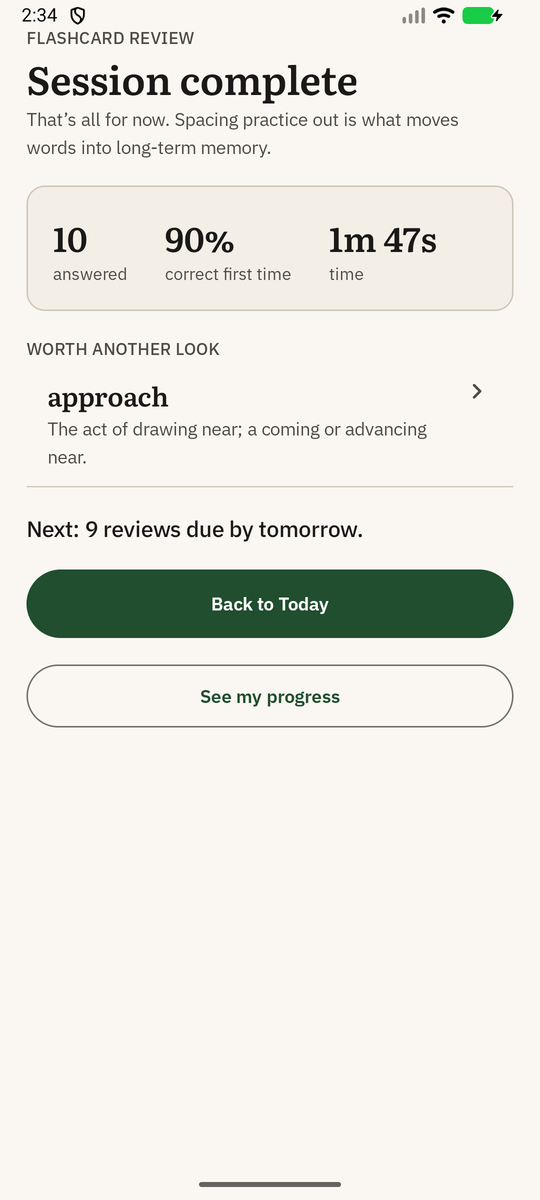 2:34
FLASHCARD REVIEW
Session complete
That’s all for now. Spacing practice out is what moves
words into long-term memory.
10 90% 1m 47s
answered correct first time time
WORTH ANOTHER LOOK
approach
The act of drawing near; a coming or advancing
near.
Next: 9 reviews due by tomorrow.
Back to Today
See my progress